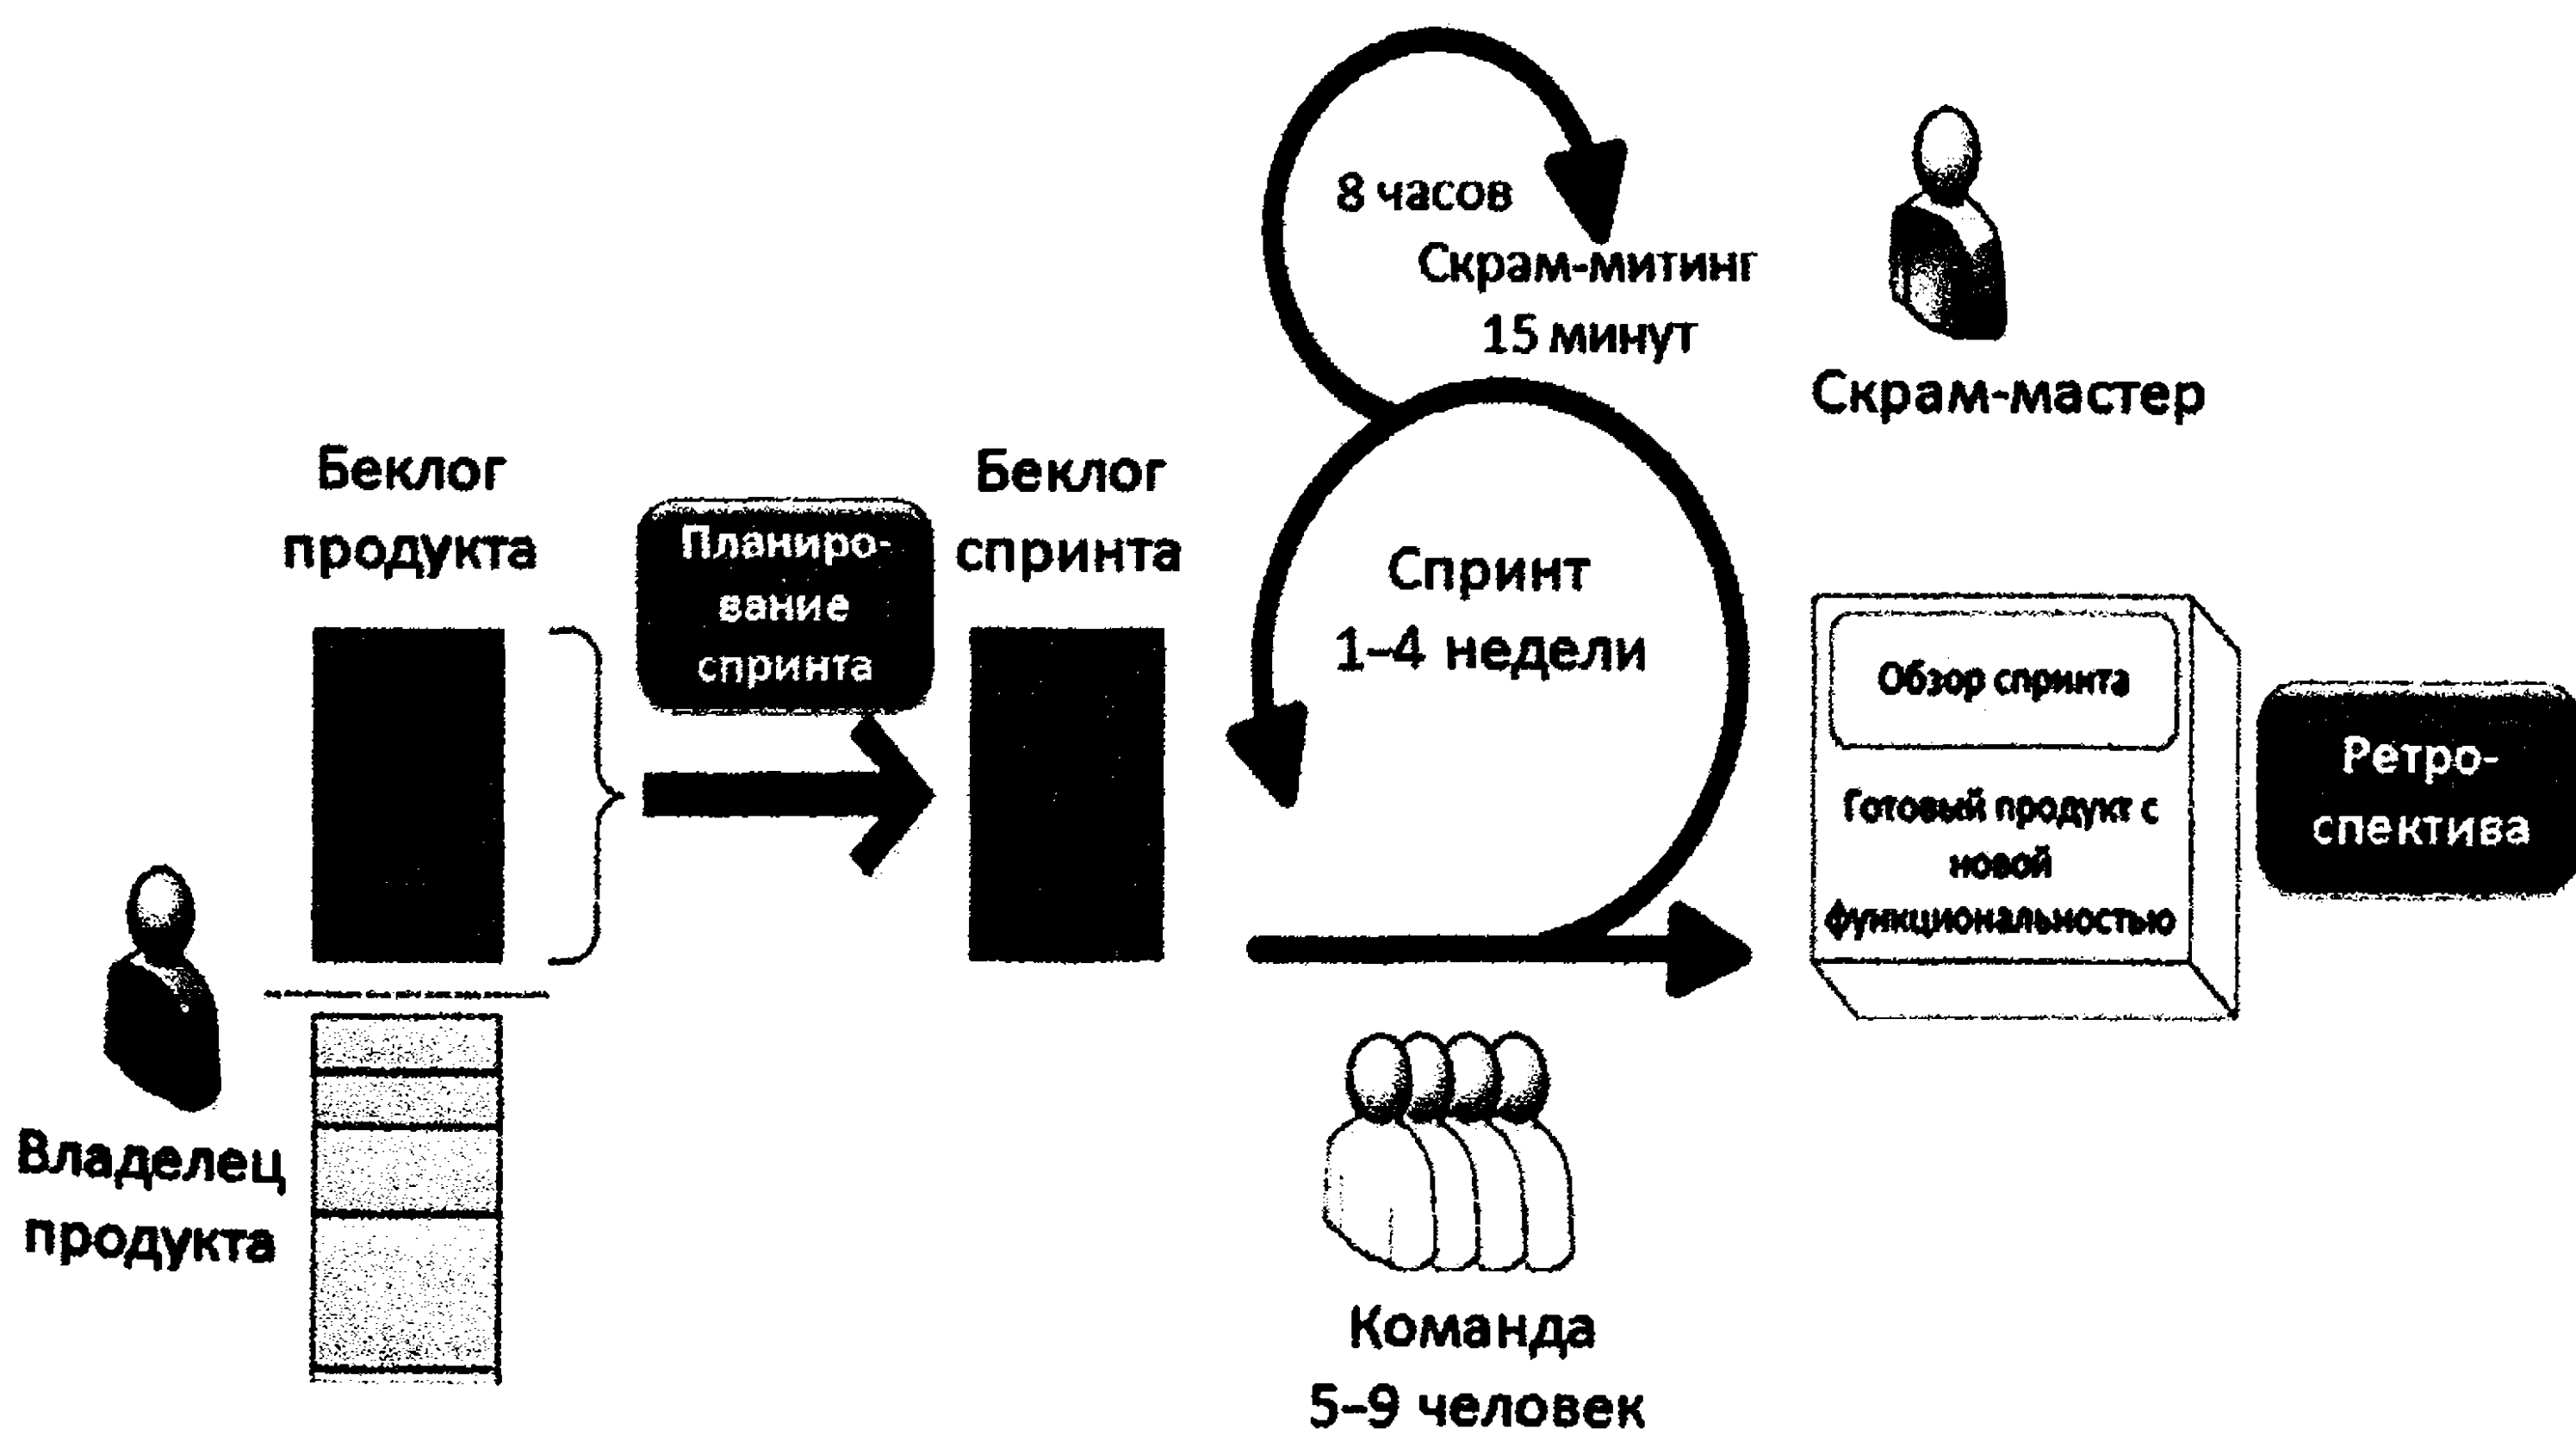 8 часов
Скрам-митинг
15 минут
Скрам-мастер
Беклог
продукта
Планиро-
вание
спринта
Беклог
спринта
Спринт
1–4 недели
Обзор спринта
Готовый продукт с
новой
функциональностью
Ретро-
спектива
Владелец
продукта
Команда
5–9 человек